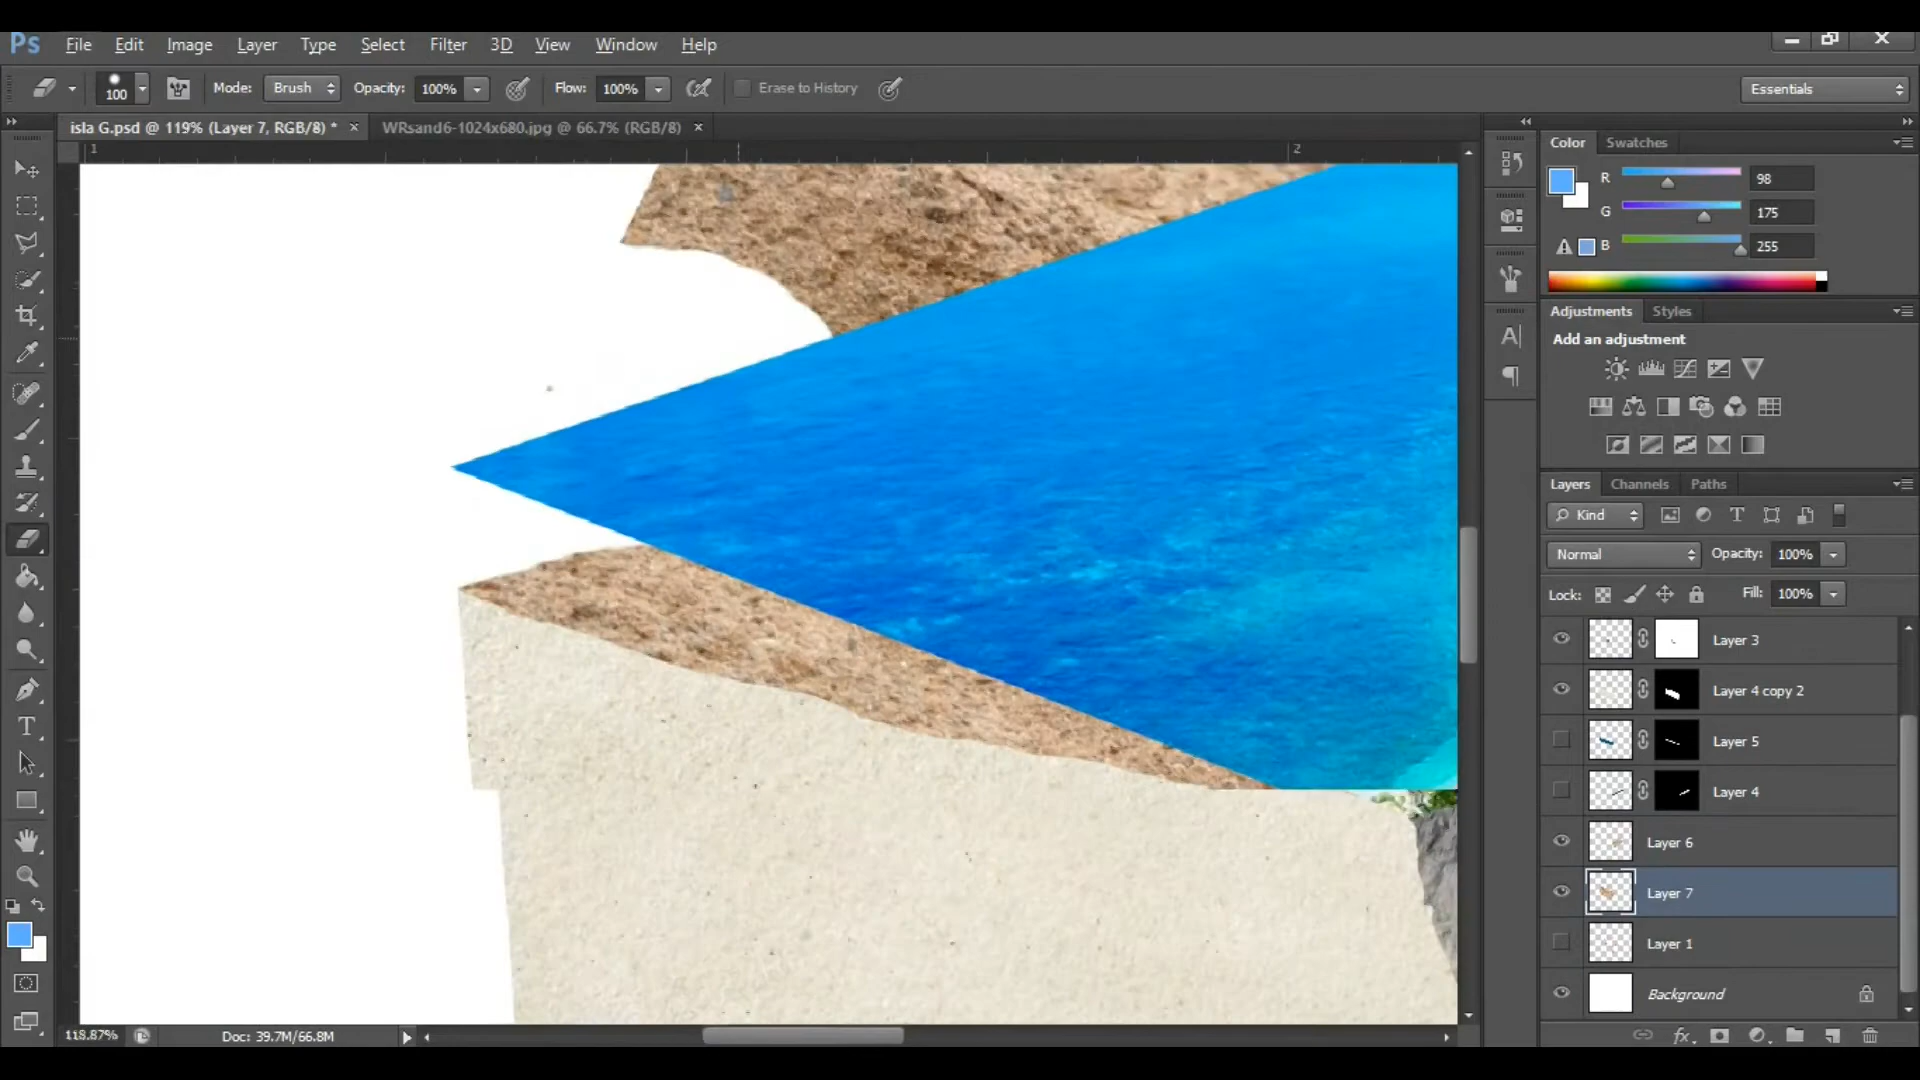 Ps File Edit Image Layer Type Select Filter 3D View Window Help
100 Mode: Brush Opacity: 100% Flow: 100% Erase to History Essentials
isla G.psd @ 119% (Layer 7, RGB/8) * × WRsand6-1024x680.jpg @ 66.7% (RGB/8) ×
1 2
Color Swatches
R 98
G 175
B 255
Adjustments Styles
Add an adjustment
Layers Channels Paths
Kind
Normal Opacity: 100%
Lock: Fill: 100%
Layer 3
Layer 4 copy 2
Layer 5
Layer 4
Layer 6
Layer 7
Layer 1
Background
118.87% Doc: 39.7M/66.8M
fx